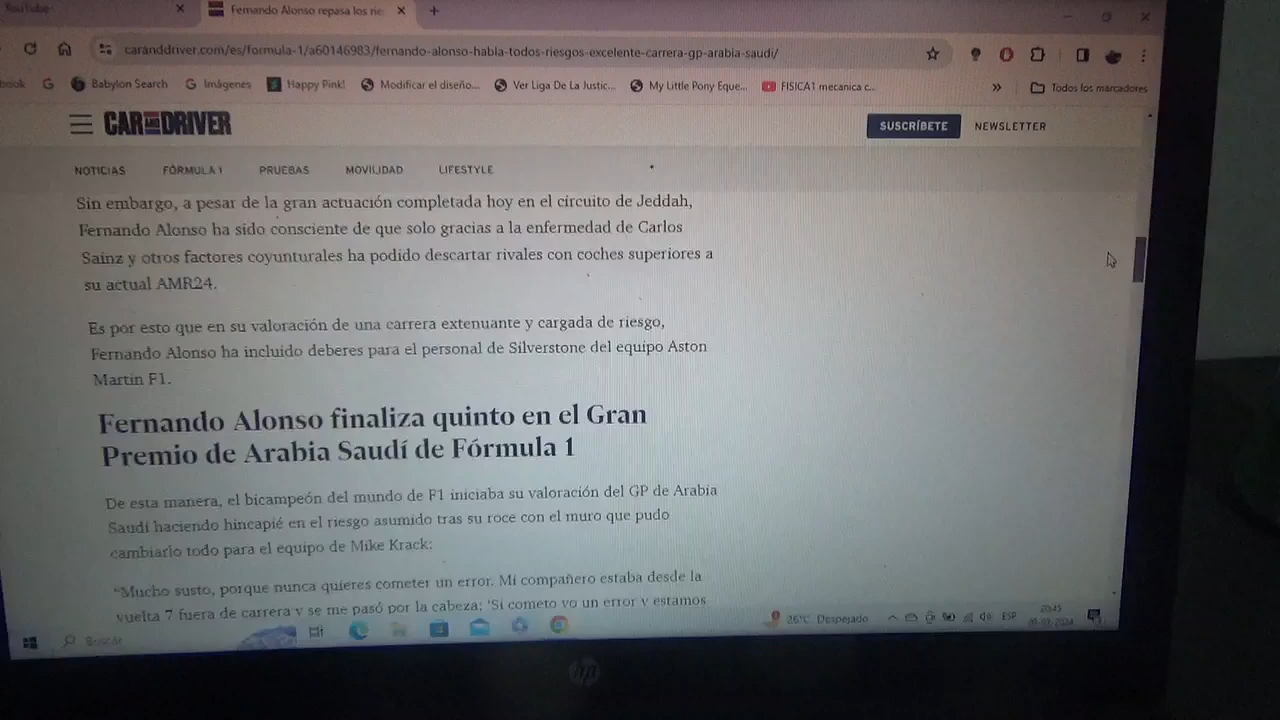 YouTube
Fernando Alonso repasa los rie
caranddriver.com/es/formula-1/a60146983/fernando-alonso-habla-todos-riesgos-excelente-carrera-gp-arabia-saudi/
book G Babylon Search G Imágenes Happy Pink! Modificar el diseño... Ver Liga De La Justic... My Little Pony Eque... FISICA1 mecanica c... » Todos los marcadores
CAR AND DRIVER
SUSCRÍBETE NEWSLETTER
NOTICIAS FÓRMULA 1 PRUEBAS MOVILIDAD LIFESTYLE
Sin embargo, a pesar de la gran actuación completada hoy en el circuito de Jeddah,
Fernando Alonso ha sido consciente de que solo gracias a la enfermedad de Carlos
Sainz y otros factores coyunturales ha podido descartar rivales con coches superiores a
su actual AMR24.
Es por esto que en su valoración de una carrera extenuante y cargada de riesgo,
Fernando Alonso ha incluido deberes para el personal de Silverstone del equipo Aston
Martin F1.
Fernando Alonso finaliza quinto en el Gran
Premio de Arabia Saudí de Fórmula 1
De esta manera, el bicampeón del mundo de F1 iniciaba su valoración del GP de Arabia
Saudí haciendo hincapié en el riesgo asumido tras su roce con el muro que pudo
cambiarlo todo para el equipo de Mike Krack:
“Mucho susto, porque nunca quieres cometer un error. Mi compañero estaba desde la
vuelta 7 fuera de carrera y se me pasó por la cabeza: 'Si cometo yo un error y estamos
Buscar
26°C Despejado ESP 20:45
hp